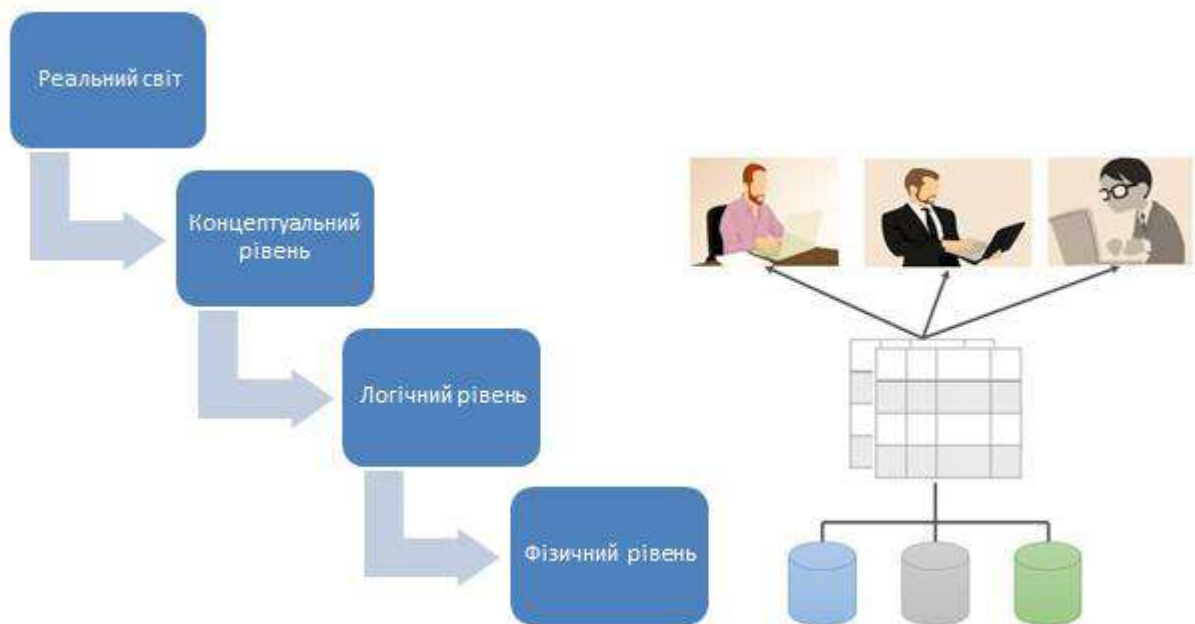 Реальний світ
Концептуальний
рівень
Логічний рівень
Фізичний рівень